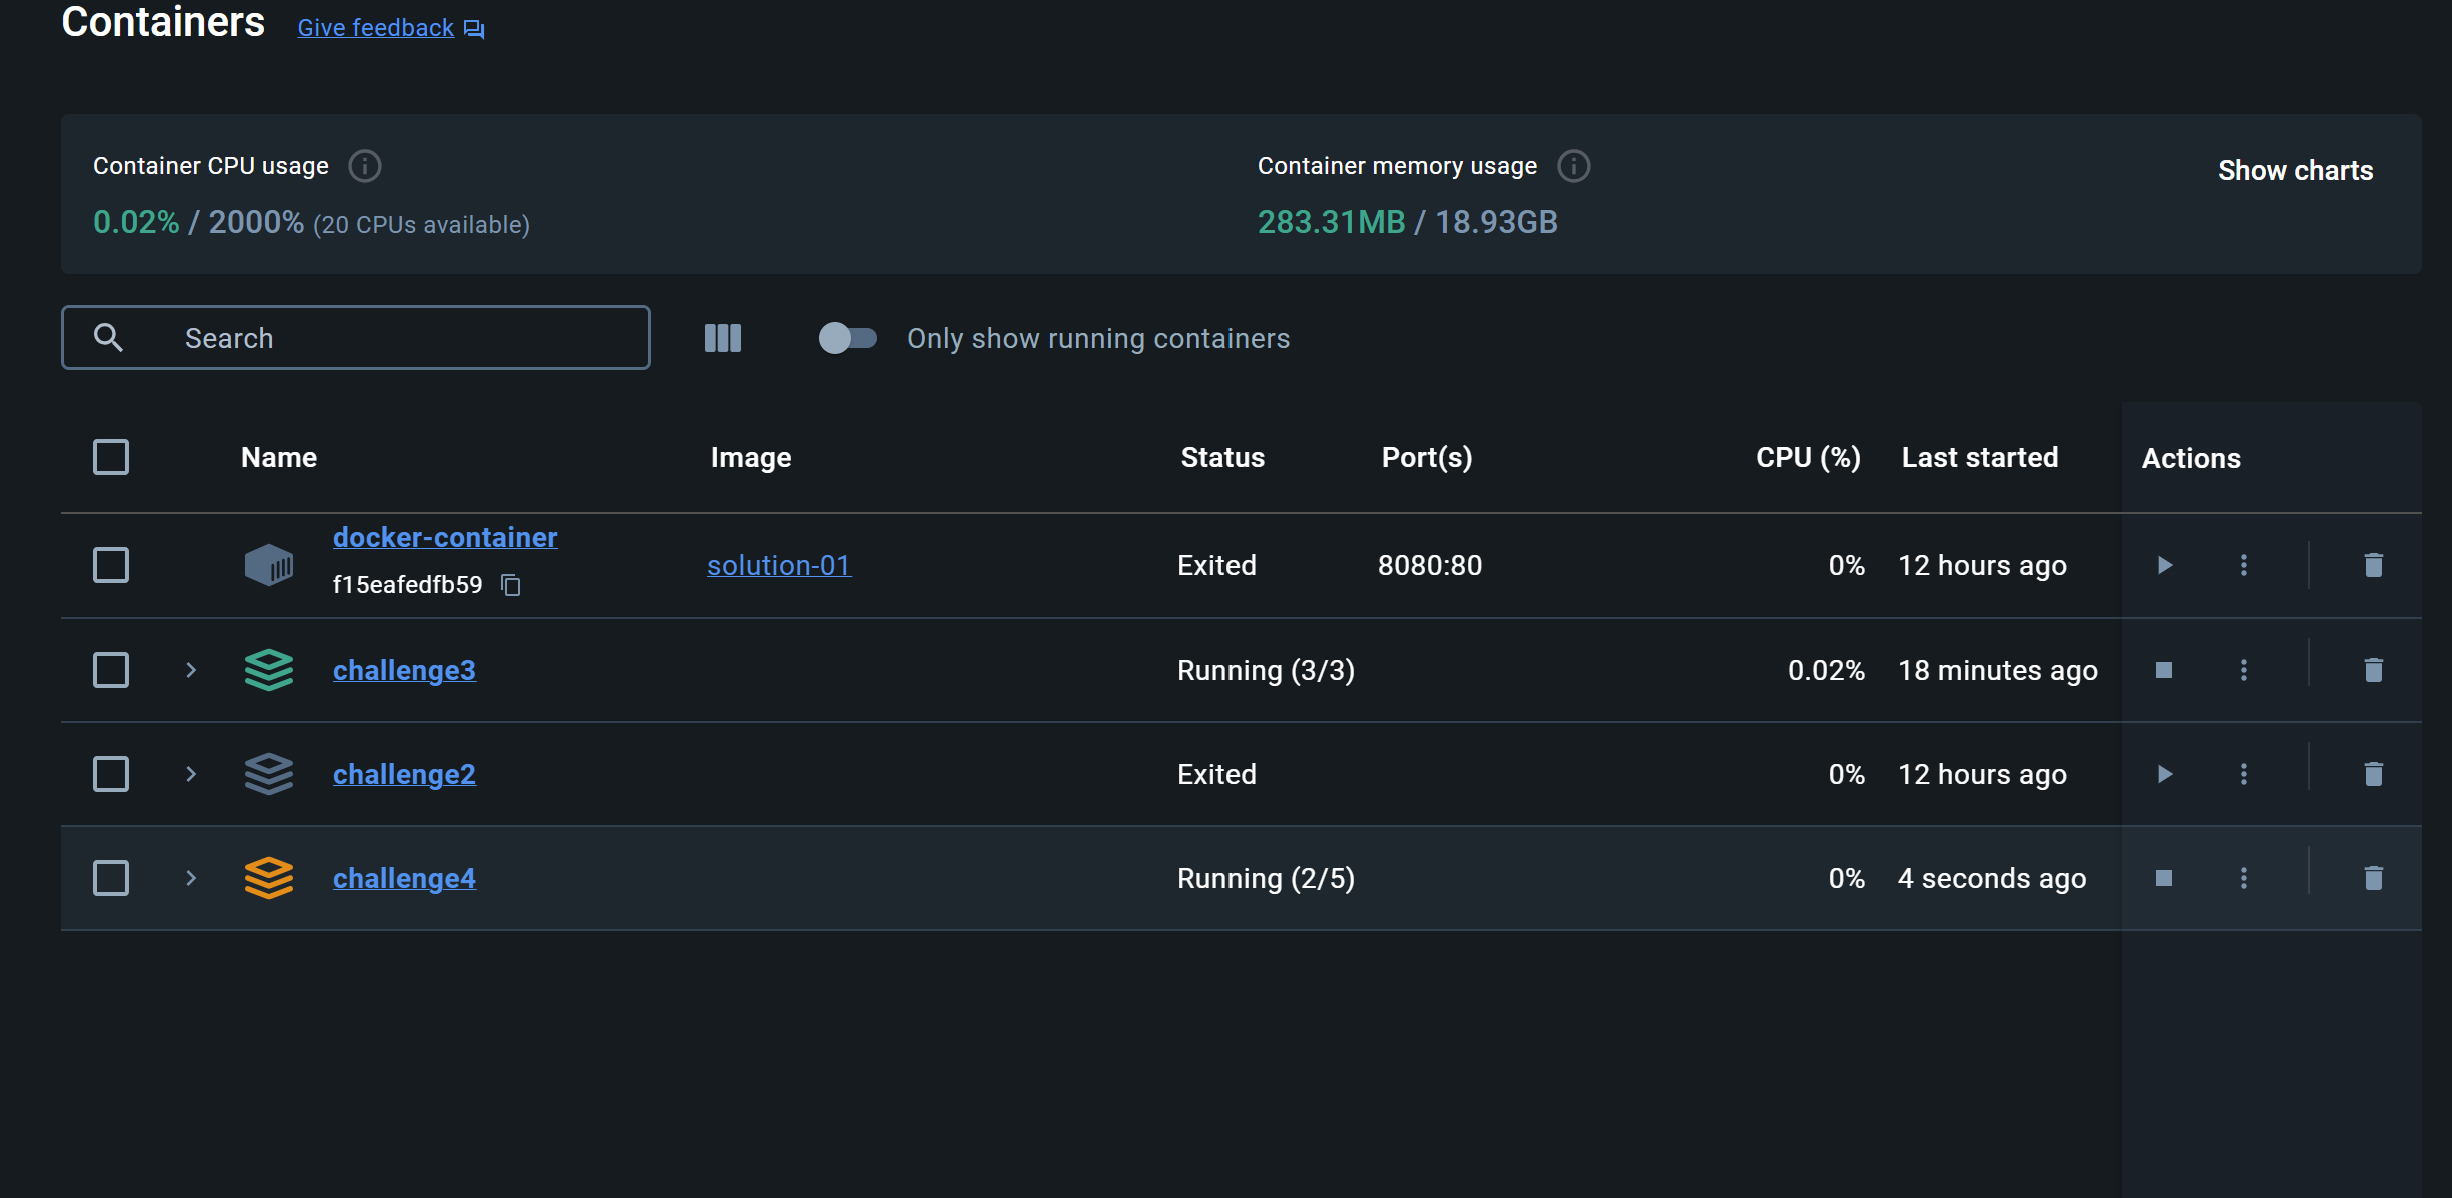 Containers Give feedback
Container CPU usage
0.02% / 2000% (20 CPUs available)
Container memory usage
283.31MB / 18.93GB
Show charts
Search
Only show running containers
Name Image Status Port(s) CPU (%) Last started Actions
docker-container
f15eafedfb59
solution-01 Exited 8080:80 0% 12 hours ago
challenge3 Running (3/3) 0.02% 18 minutes ago
challenge2 Exited 0% 12 hours ago
challenge4 Running (2/5) 0% 4 seconds ago